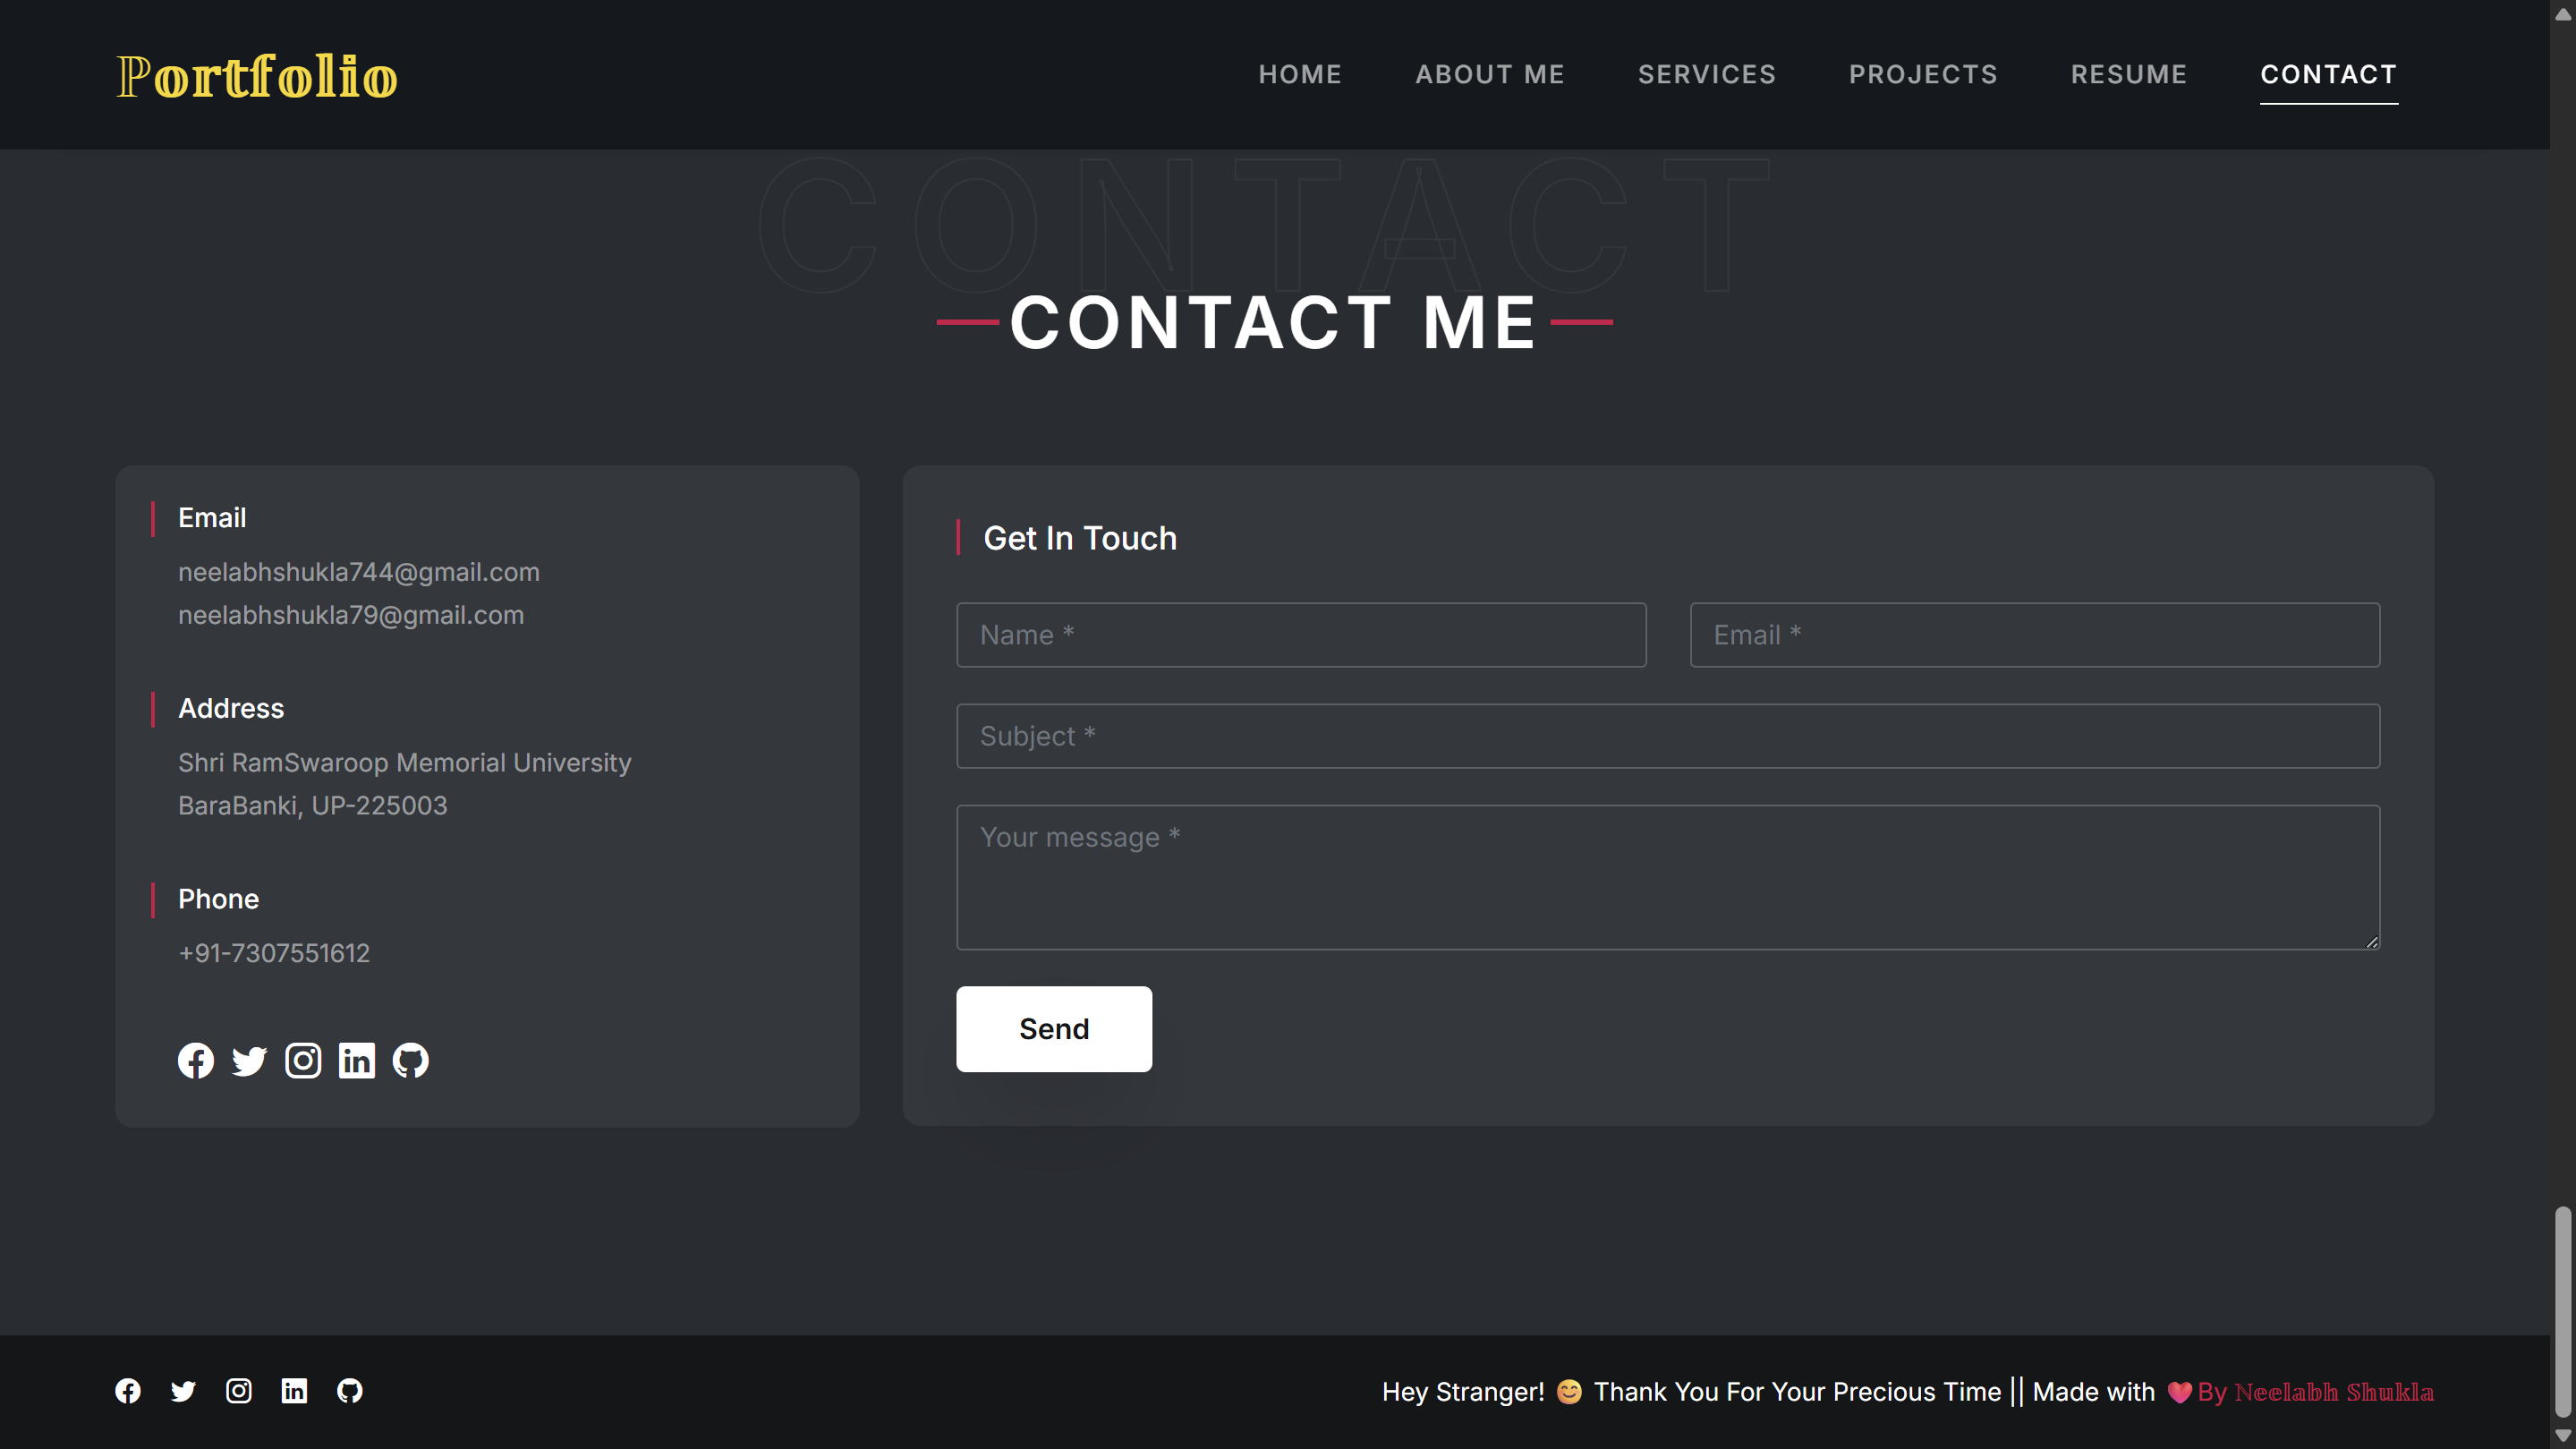 ℙ𝕠𝕣𝕥𝕗𝕠𝕝𝕚𝕠
HOME ABOUT ME SERVICES PROJECTS RESUME CONTACT
CONTACT
CONTACT ME
Email
neelabhshukla744@gmail.com
neelabhshukla79@gmail.com
Address
Shri RamSwaroop Memorial University
BaraBanki, UP-225003
Phone
+91-7307551612
Get In Touch
Name *
Email *
Subject *
Your message *
Send
Hey Stranger! 😊 Thank You For Your Precious Time || Made with 💗By ℕ𝕖𝕖𝕝𝕒𝕓𝕙 𝕊𝕙𝕦𝕜𝕝𝕒